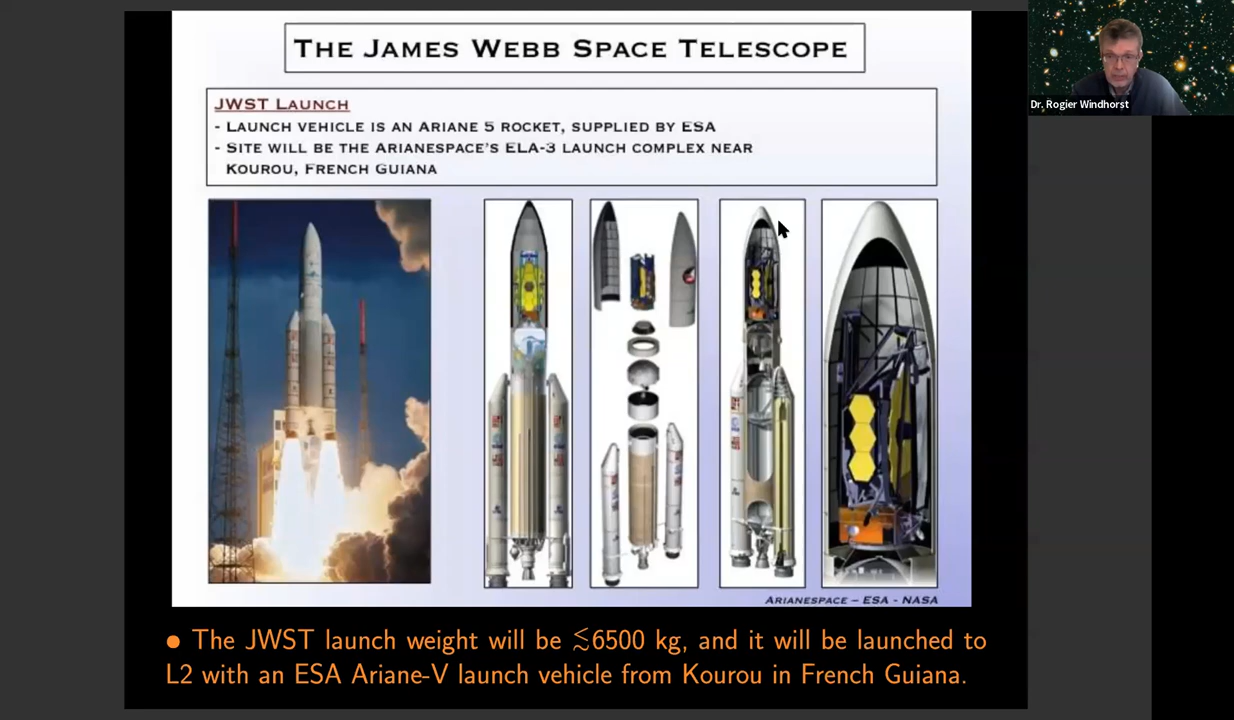 THE JAMES WEBB SPACE TELESCOPE
JWST LAUNCH
- LAUNCH VEHICLE IS AN ARIANE 5 ROCKET, SUPPLIED BY ESA
- SITE WILL BE THE ARIANESPACE'S ELA-3 LAUNCH COMPLEX NEAR
KOUROU, FRENCH GUIANA
Dr. Rogier Windhorst
ARIANESPACE – ESA - NASA
● The JWST launch weight will be ≲6500 kg, and it will be launched to
L2 with an ESA Ariane-V launch vehicle from Kourou in French Guiana.